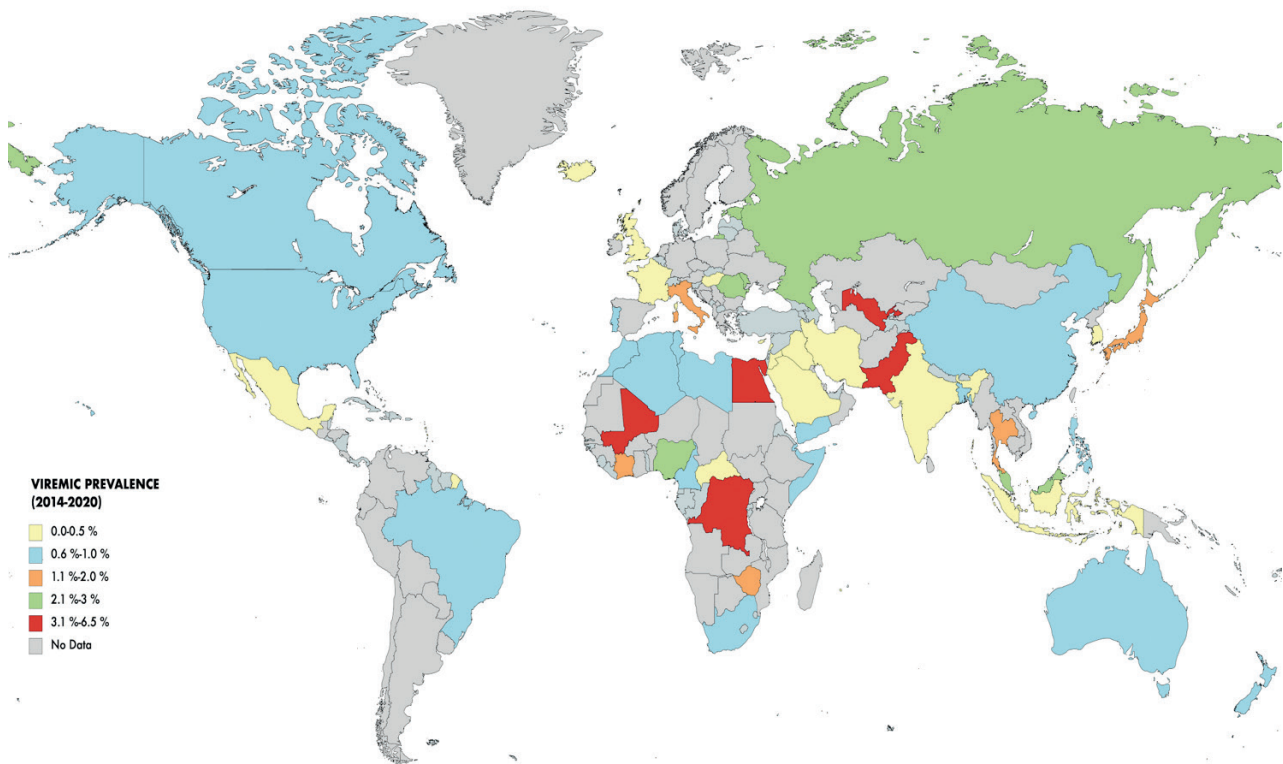 VIREMIC PREVALENCE
(2014-2020)
0.0-0.5 %
0.6 %-1.0 %
1.1 %-2.0 %
2.1 %-3 %
3.1 %-6.5 %
No Data